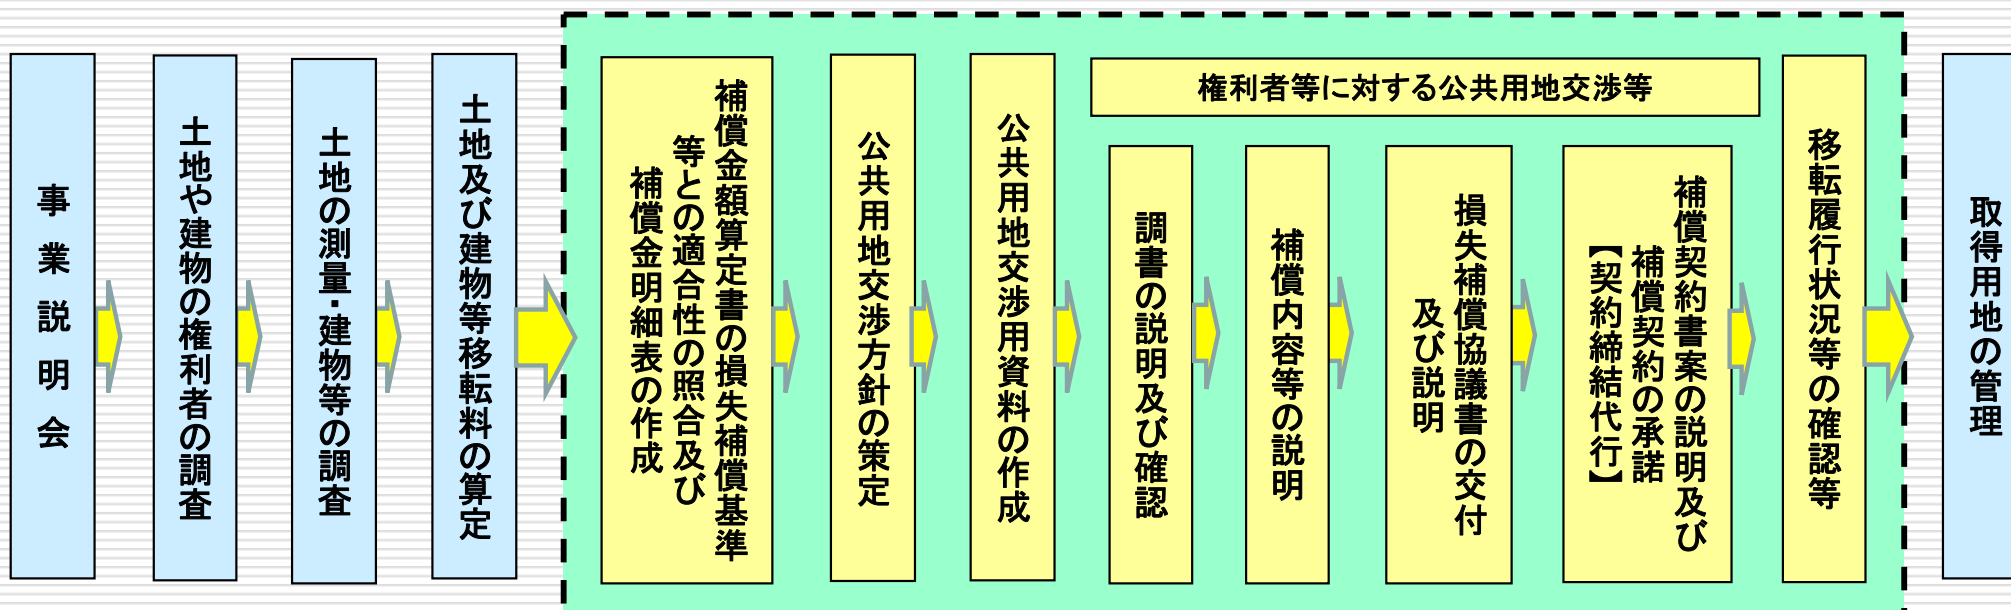 事業説明会
土地や建物の権利者の調査
土地の測量・建物等の調査
土地及び建物等移転料の算定
補償金額算定書の損失補償基準
等との適合性の照合及び
補償金明細表の作成
公共用地交渉方針の策定
公共用地交渉用資料の作成
権利者等に対する公共用地交渉等
調書の説明及び確認
補償内容等の説明
損失補償協議書の交付
及び説明
補償契約書案の説明及び
補償契約の承諾
【契約締結代行】
移転履行状況等の確認等
取得用地の管理